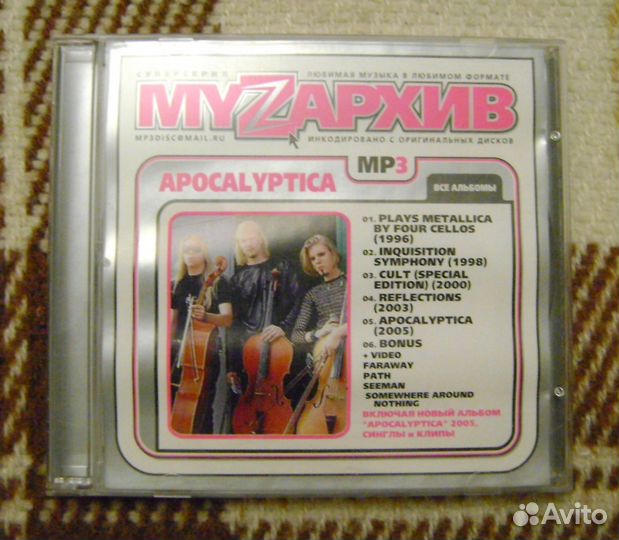 СУПЕРСЕРИЯ ЛЮБИМАЯ МУЗЫКА В ЛЮБИМОМ ФОРМАТЕ
MYZАРХИВ
MP3DISC@MAIL.RU ИНКОДИРОВАНО С ОРИГИНАЛЬНЫХ ДИСКОВ
MP3
APOCALYPTICA ВСЕ АЛЬБОМЫ
01. PLAYS METALLICA
BY FOUR CELLOS
(1996)
02. INQUISITION
SYMPHONY (1998)
03. CULT (SPECIAL
EDITION) (2000)
04. REFLECTIONS
(2003)
05. APOCALYPTICA
(2005)
06. BONUS
+ VIDEO
FARAWAY
PATH
SEEMAN
SOMEWHERE AROUND
NOTHING
ВКЛЮЧАЯ НОВЫЙ АЛЬБОМ
"APOCALYPTICA" 2005,
СИНГЛЫ и КЛИПЫ
Avito